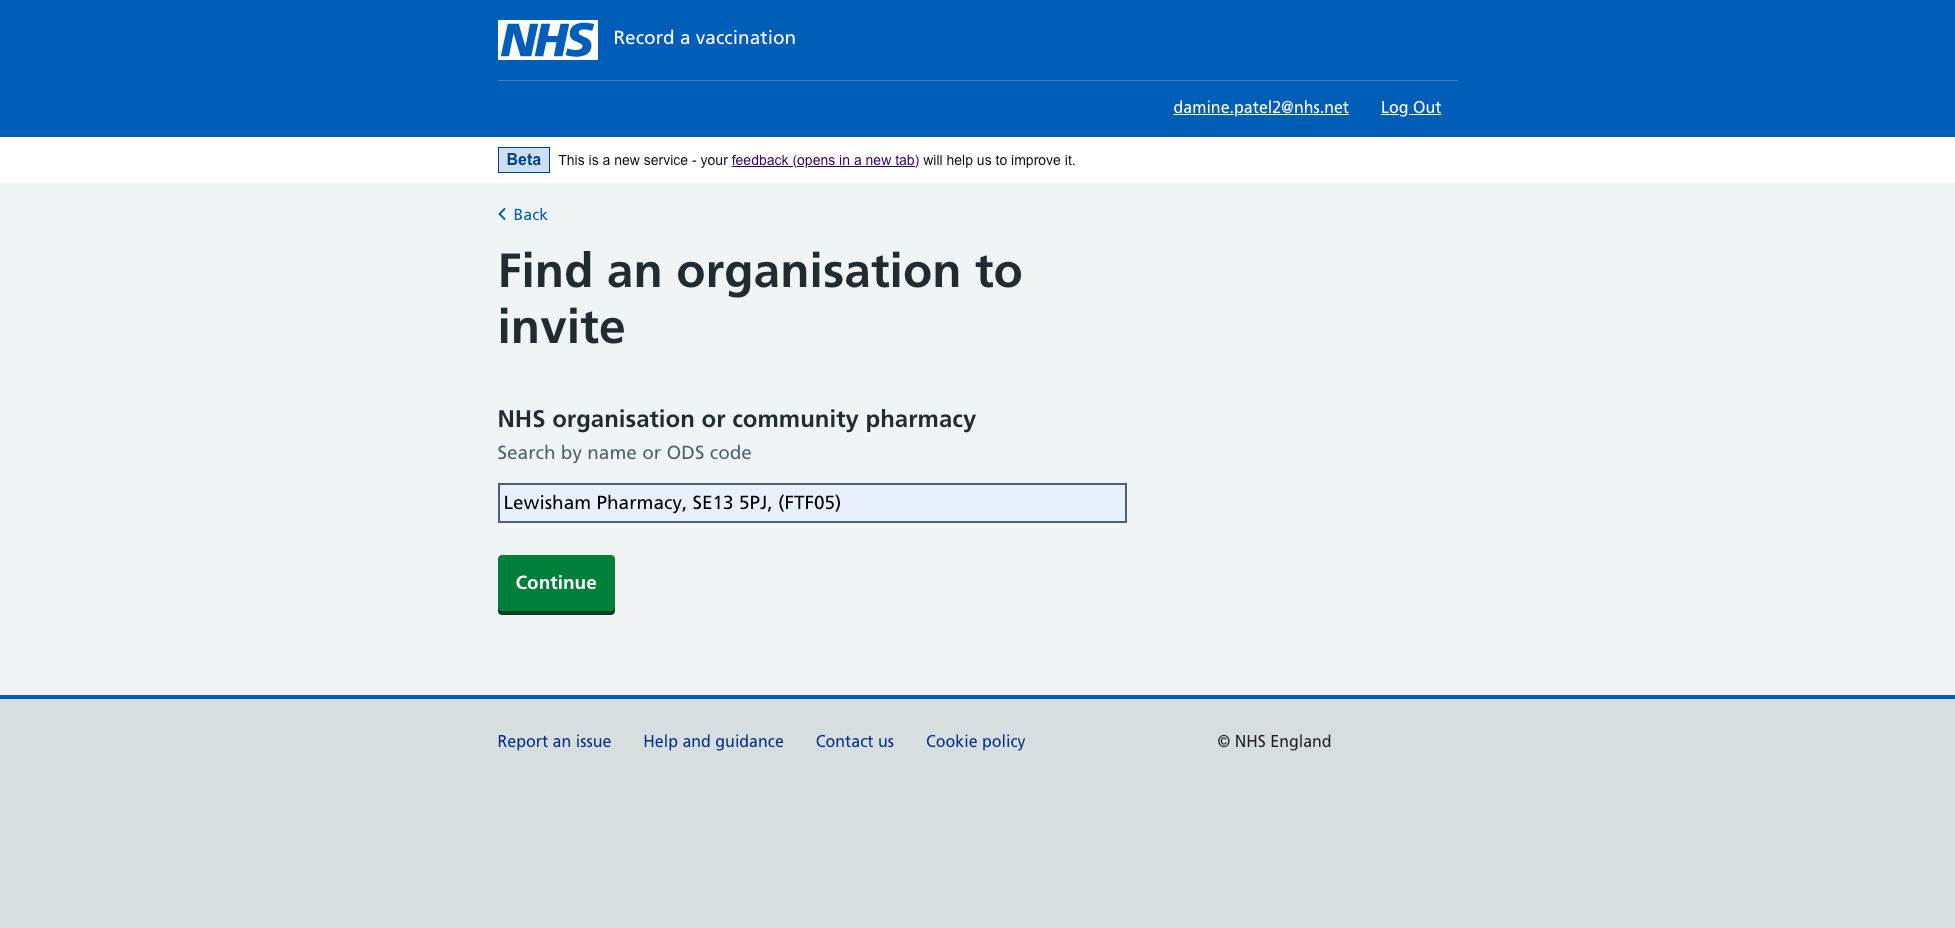 NHS Record a vaccination
damine.patel2@nhs.net Log Out
Beta This is a new service - your feedback (opens in a new tab) will help us to improve it.
Back
Find an organisation to
invite
NHS organisation or community pharmacy
Search by name or ODS code
Lewisham Pharmacy, SE13 5PJ, (FTF05)
Continue
Report an issue Help and guidance Contact us Cookie policy © NHS England